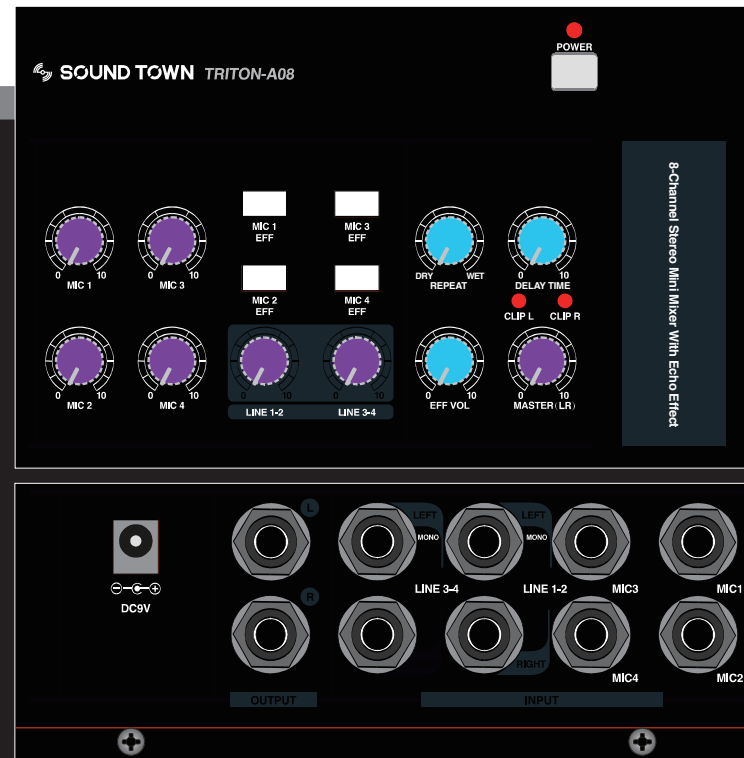 SOUND TOWN TRITON-A08
POWER
8-Channel Stereo Mini Mixer With Echo Effect
MIC 1
EFF
MIC 3
EFF
0 10
MIC 1
0 10
MIC 3
DRY WET
REPEAT
0 10
DELAY TIME
MIC 2
EFF
MIC 4
EFF
CLIP L
CLIP R
0 10
MIC 2
0 10
MIC 4
0 10
LINE 1-2
0 10
LINE 3-4
0 10
EFF VOL
0 10
MASTER(LR)
L
LEFT
MONO
LEFT
MONO
DC9V
R
LINE 3-4
LINE 1-2
MIC3
MIC1
RIGHT
MIC4
MIC2
OUTPUT
INPUT